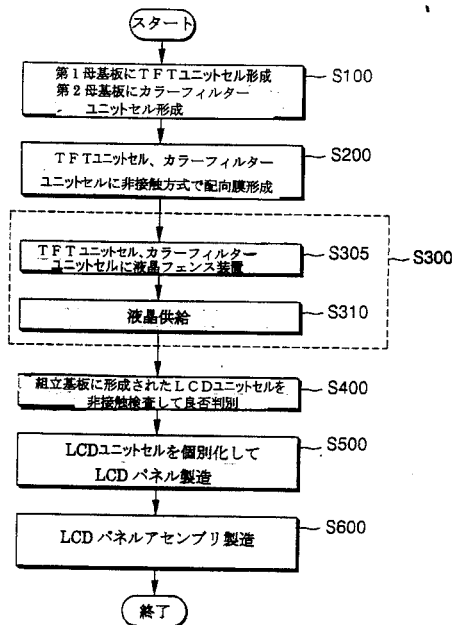 スタート
第1母基板にTFTユニットセル形成
第2母基板にカラーフィルター
ユニットセル形成
S100
TFTユニットセル、カラーフィルター
ユニットセルに非接触方式で配向膜形成
S200
TFTユニットセル、カラーフィルター
ユニットセルに液晶フェンス装置
S305
S300
液晶供給
S310
組立基板に形成されたLCDユニットセルを
非接触検査して良否判別
S400
LCDユニットセルを個別化して
LCDパネル製造
S500
LCDパネルアセンブリ製造
S600
終了